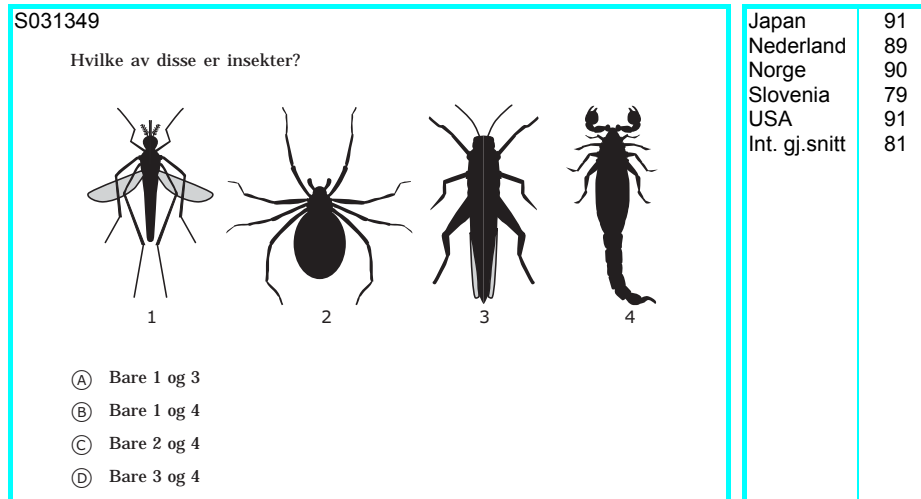 S031349
Hvilke av disse er insekter?
1 2 3 4
A Bare 1 og 3
B Bare 1 og 4
C Bare 2 og 4
D Bare 3 og 4
Japan 91
Nederland 89
Norge 90
Slovenia 79
USA 91
Int. gj.snitt 81